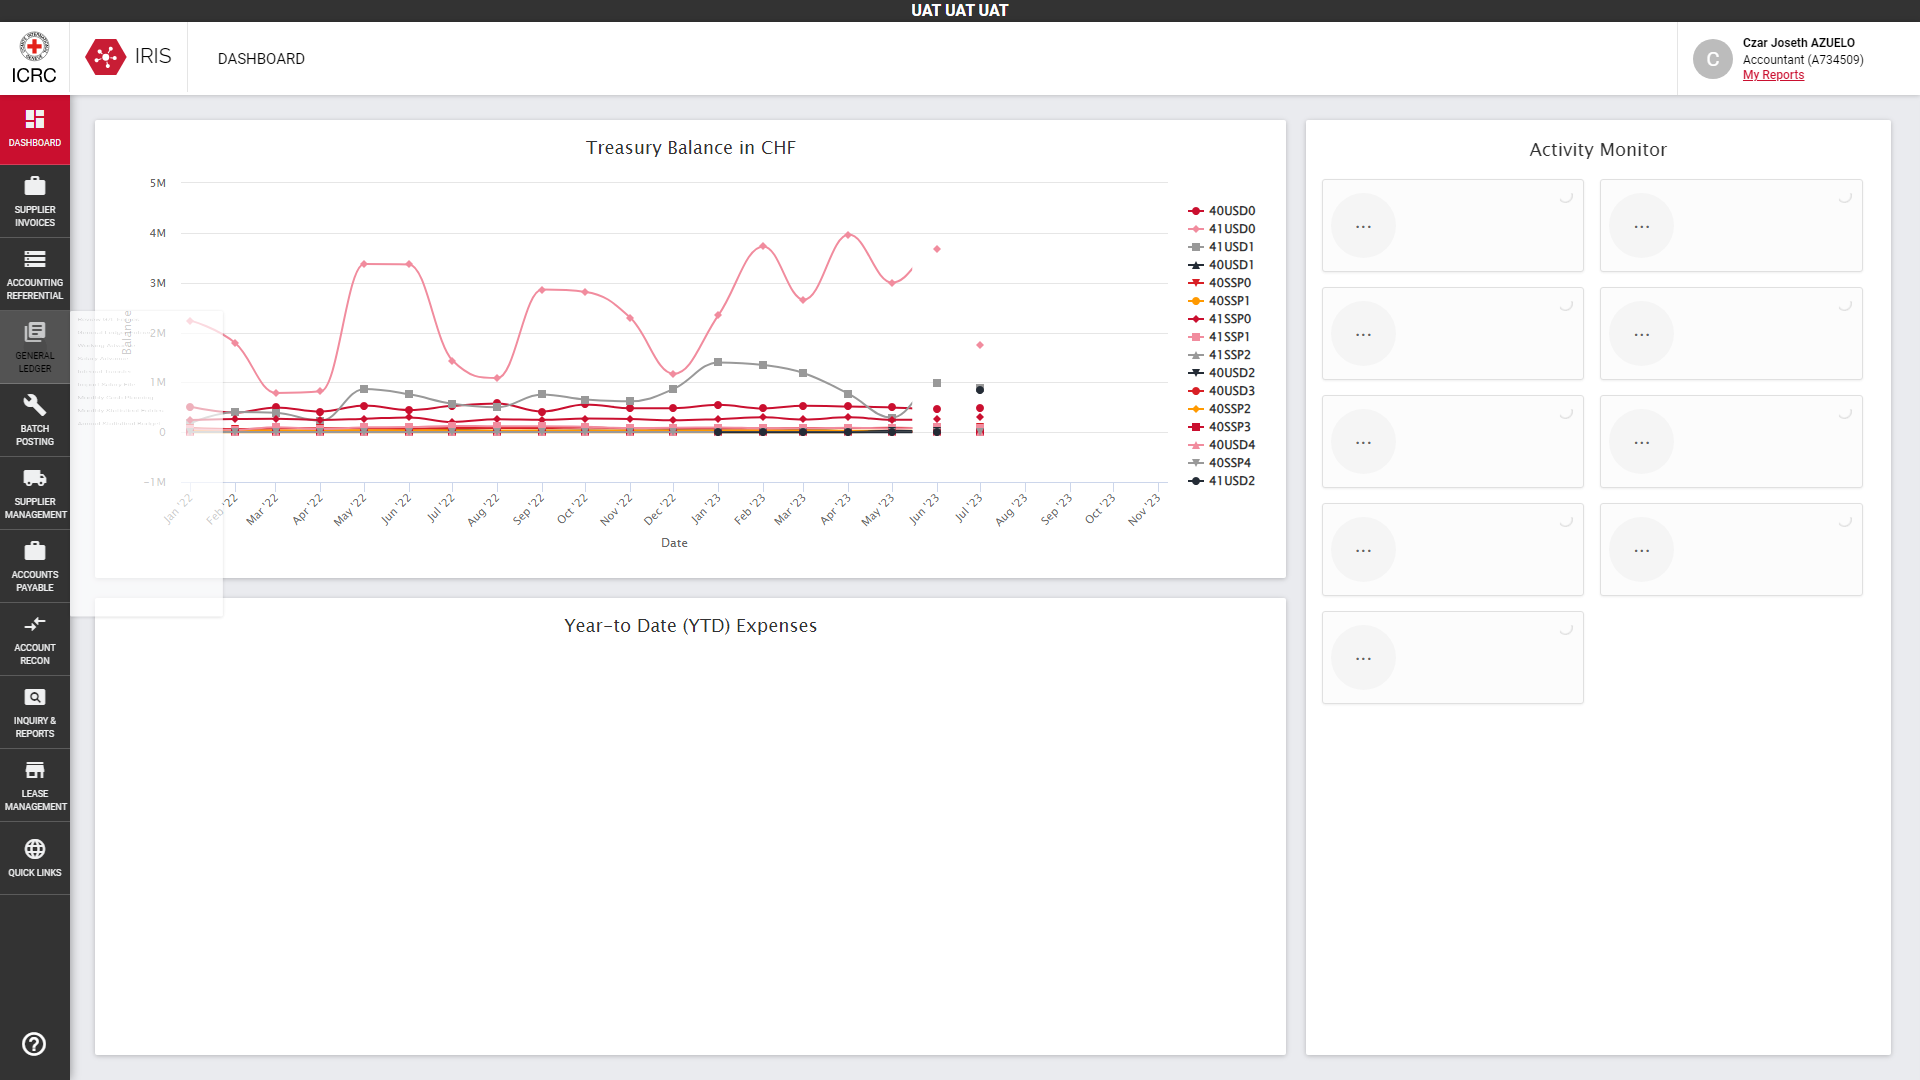 UAT UAT UAT
ICRC
IRIS
DASHBOARD
C
Czar Joseth AZUELO
Accountant (A734509)
My Reports
DASHBOARD
SUPPLIER
INVOICES
ACCOUNTING
REFERENTIAL
GENERAL
LEDGER
BATCH
POSTING
SUPPLIER
MANAGEMENT
ACCOUNTS
PAYABLE
ACCOUNT
RECON
INQUIRY &
REPORTS
LEASE
MANAGEMENT
QUICK LINKS
Treasury Balance in CHF
Balance
5M
4M
3M
2M
1M
0
-1M
Jan '22
Feb '22
Mar '22
Apr '22
May '22
Jun '22
Jul '22
Aug '22
Sep '22
Oct '22
Nov '22
Dec '22
Jan '23
Feb '23
Mar '23
Apr '23
May '23
Jun '23
Jul '23
Aug '23
Sep '23
Oct '23
Nov '23
Date
40USD0
41USD0
41USD1
40USD1
40SSP0
40SSP1
41SSP0
41SSP1
41SSP2
40USD2
40USD3
40SSP2
40SSP3
40USD4
40SSP4
41USD2
Year-to Date (YTD) Expenses
Activity Monitor
...
...
...
...
...
...
...
...
...